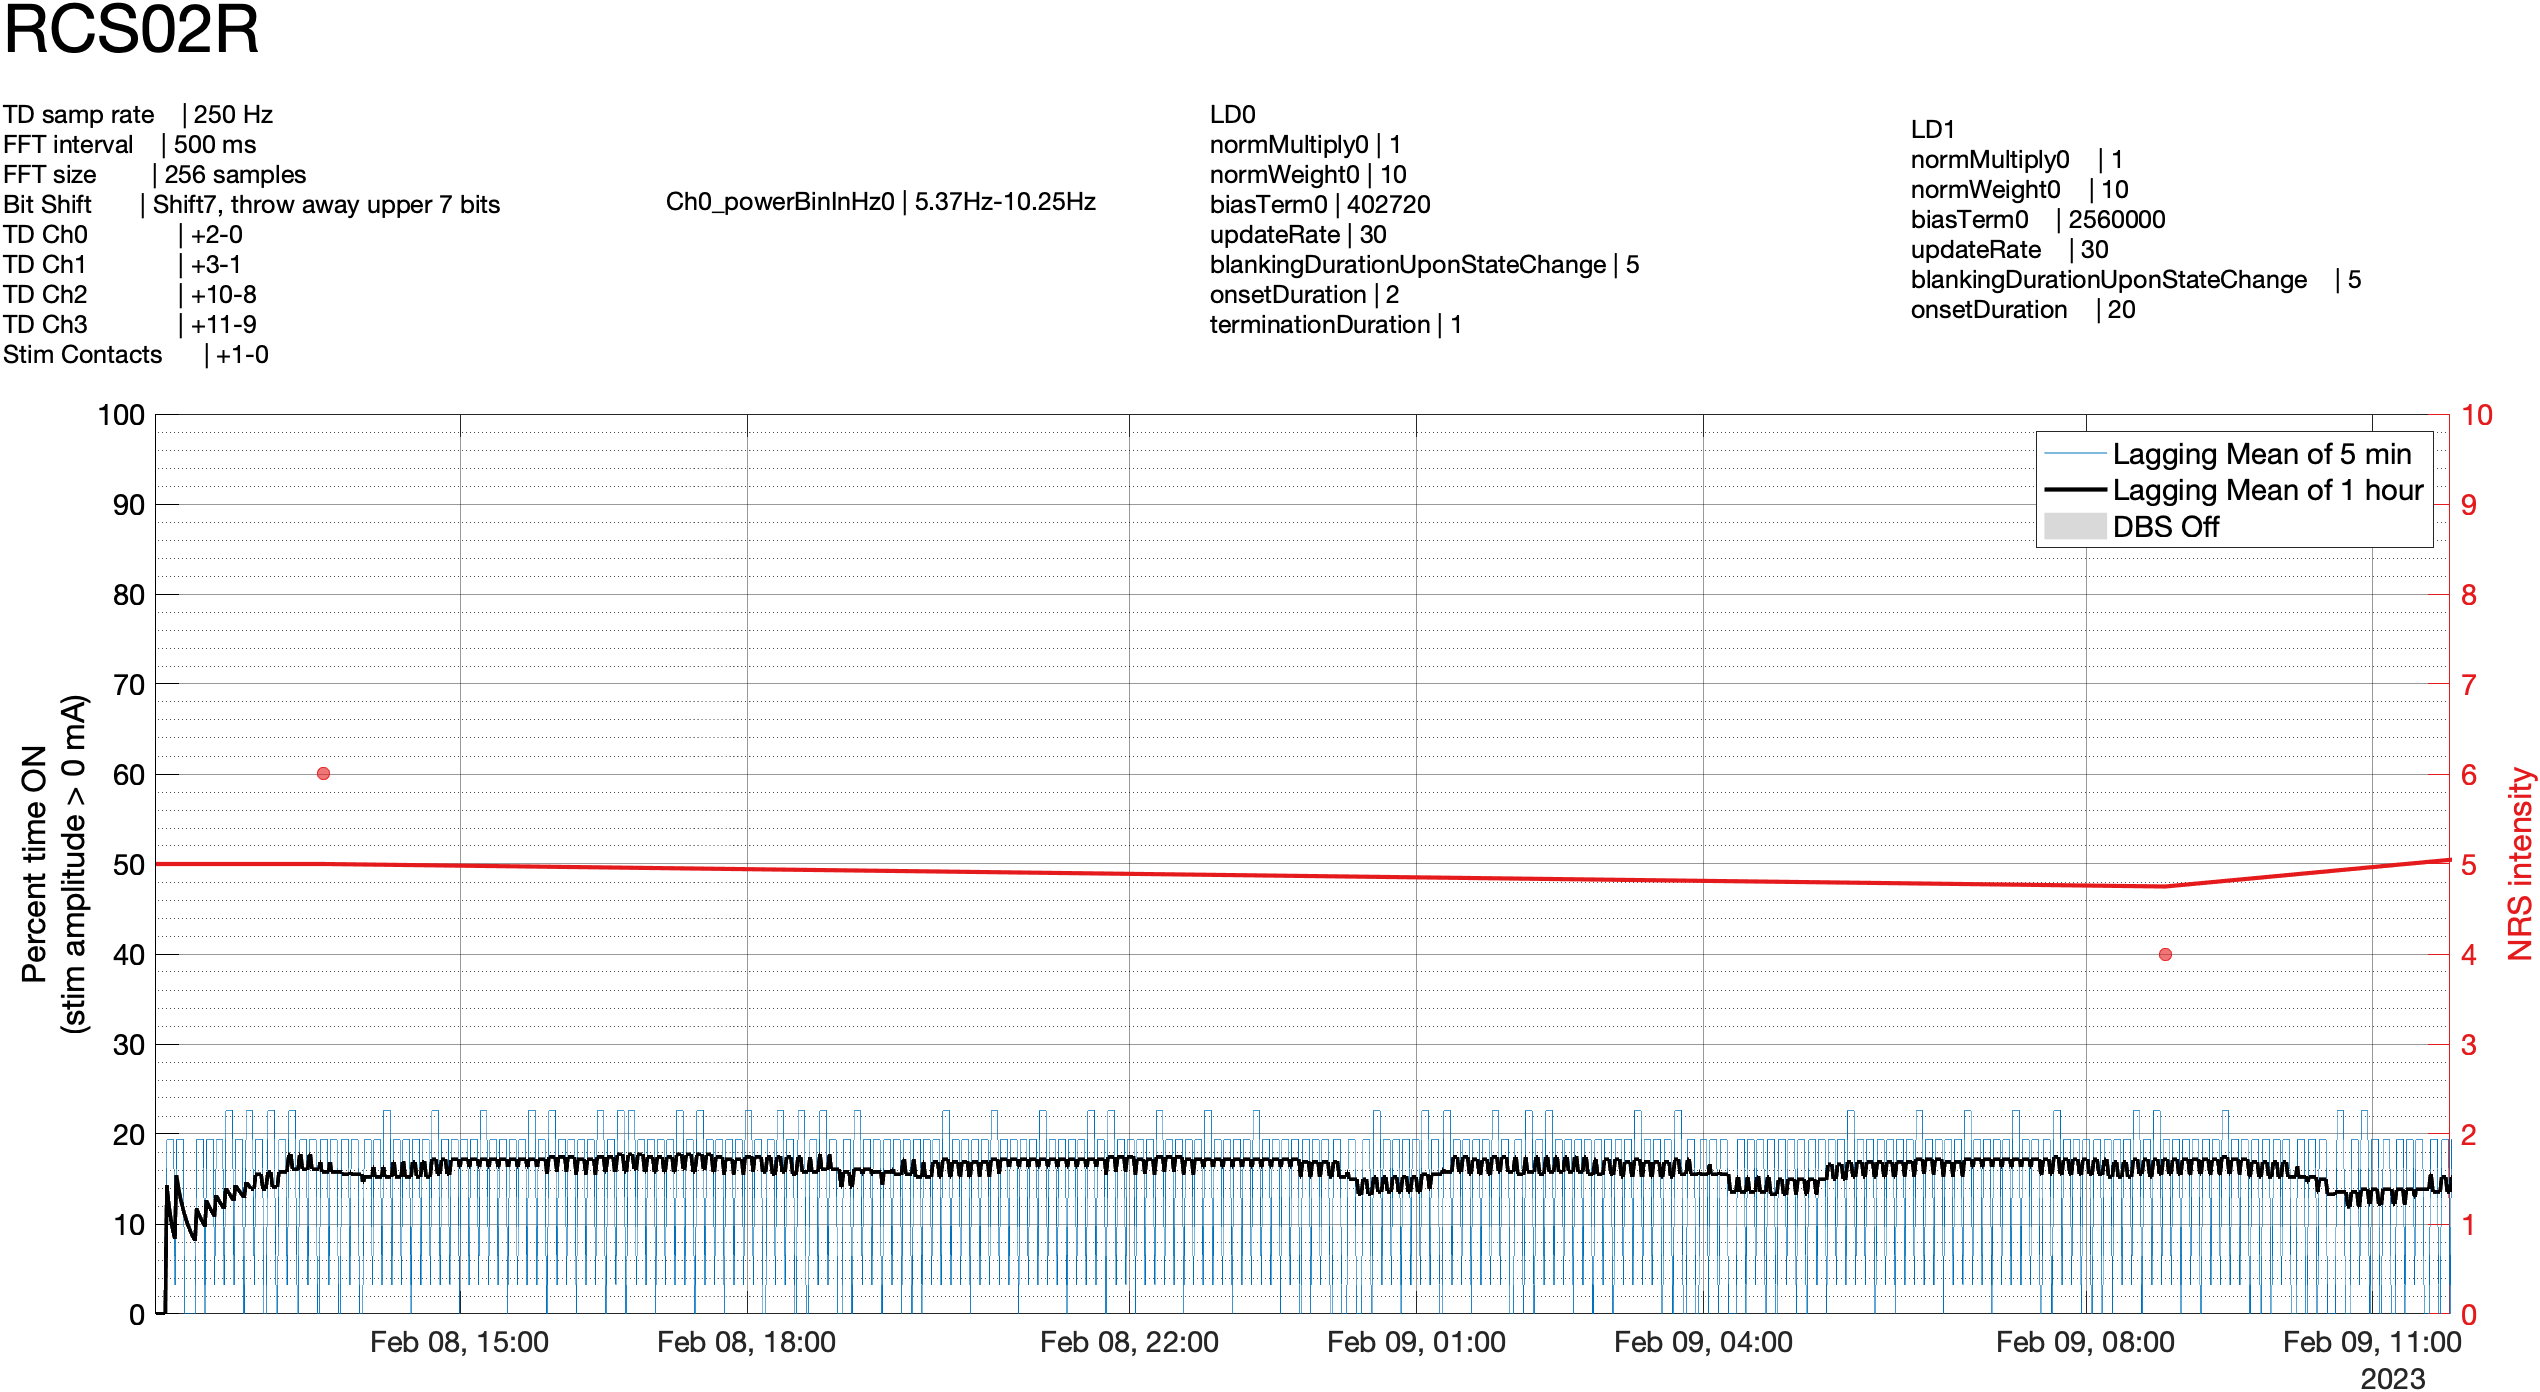 RCS02R
TD samp rate | 250 Hz
FFT interval | 500 ms
FFT size | 256 samples
Bit Shift | Shift7, throw away upper 7 bits
TD Ch0 | +2-0
TD Ch1 | +3-1
TD Ch2 | +10-8
TD Ch3 | +11-9
Stim Contacts | +1-0
Ch0_powerBinInHz0 | 5.37Hz-10.25Hz
LD0
normMultiply0 | 1
normWeight0 | 10
biasTerm0 | 402720
updateRate | 30
blankingDurationUponStateChange | 5
onsetDuration | 2
terminationDuration | 1
LD1
normMultiply0 | 1
normWeight0 | 10
biasTerm0 | 2560000
updateRate | 30
blankingDurationUponStateChange | 5
onsetDuration | 20
Percent time ON
(stim amplitude > 0 mA)
100
90
80
70
60
50
40
30
20
10
0
Lagging Mean of 5 min
Lagging Mean of 1 hour
DBS Off
10
9
8
7
6
5
4
3
2
1
0
NRS intensity
Feb 08, 15:00
Feb 08, 18:00
Feb 08, 22:00
Feb 09, 01:00
Feb 09, 04:00
Feb 09, 08:00
Feb 09, 11:00
2023